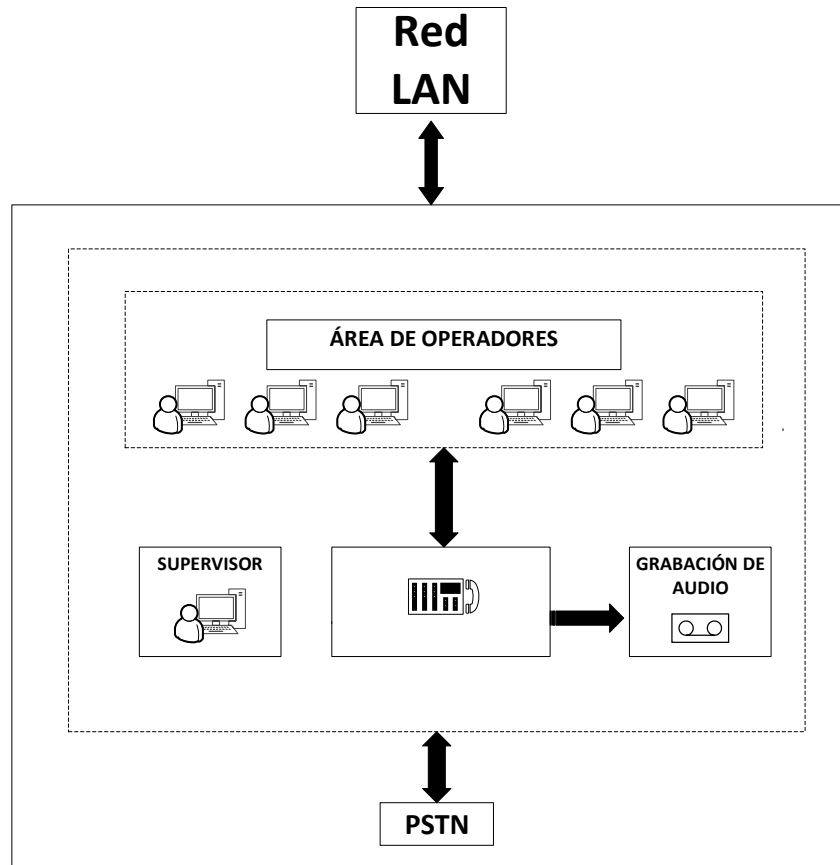 Red
LAN
ÁREA DE OPERADORES
SUPERVISOR
GRABACIÓN DE
AUDIO
PSTN